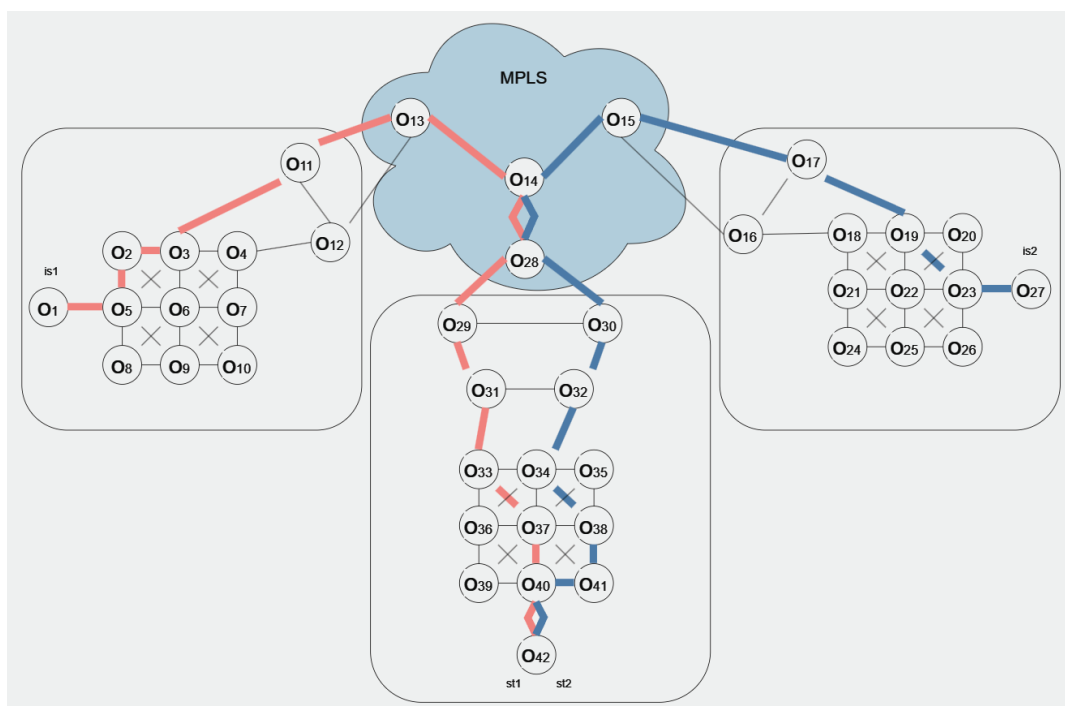 MPLS
O13
O15
O11
O17
O14
O12
O16
O2 O3 O4
O18 O19 O20
is1
is2
O28
O1
O5 O6 O7
O21 O22 O23
O27
O29 O30
O8 O9 O10
O24 O25 O26
O31 O32
O33 O34 O35
O36 O37 O38
O39 O40 O41
O42
st1 st2